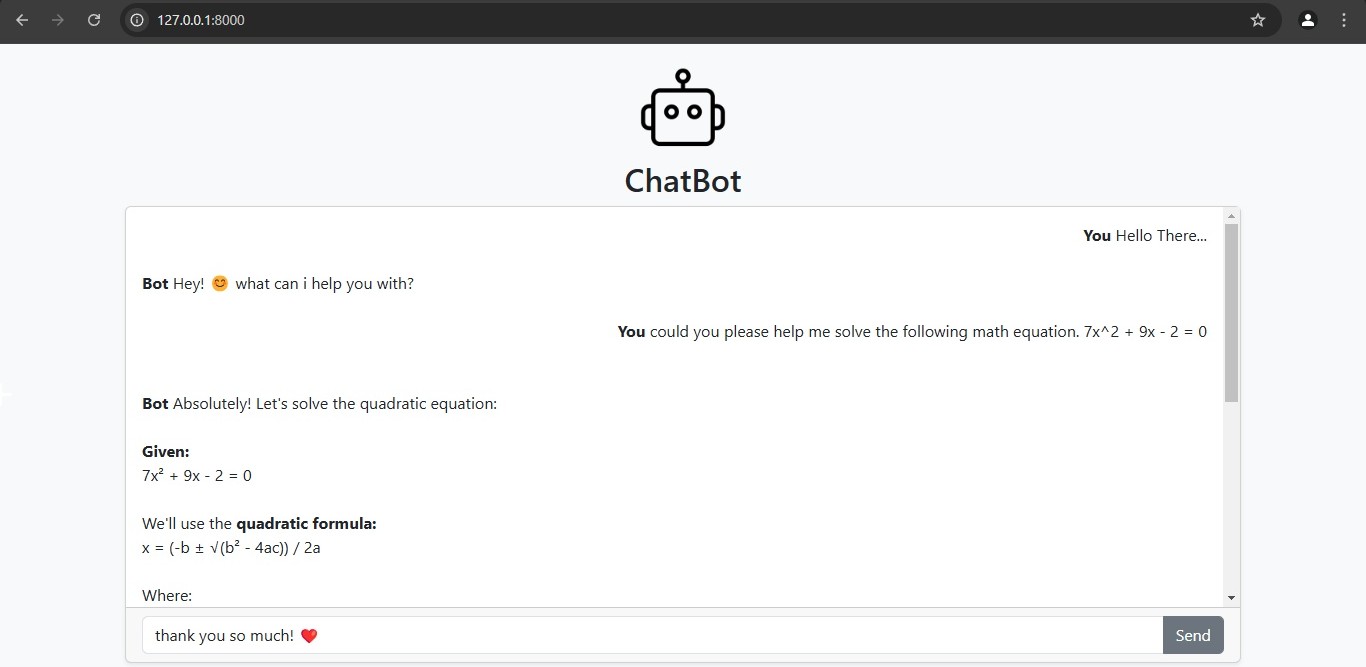 127.0.0.1:8000
ChatBot
You Hello There...
Bot Hey! 😊 what can i help you with?
You could you please help me solve the following math equation. 7x^2 + 9x - 2 = 0
Bot Absolutely! Let's solve the quadratic equation:
Given:
7x² + 9x - 2 = 0
We'll use the quadratic formula:
x = (-b ± √(b² - 4ac)) / 2a
Where:
thank you so much! ❤️
Send